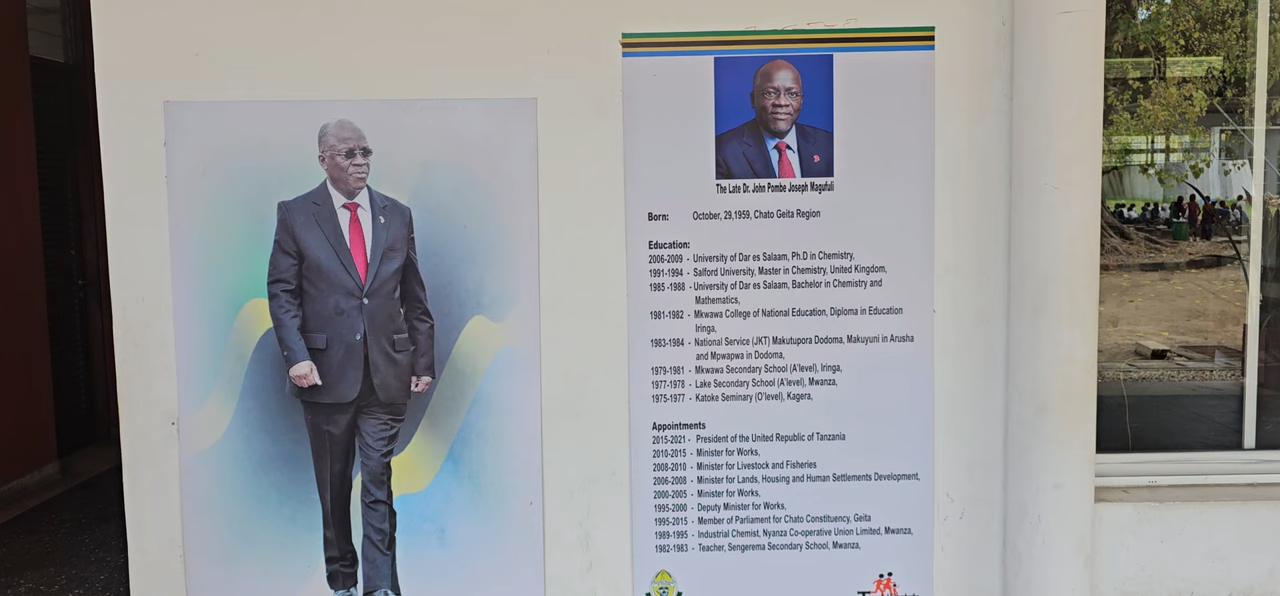 The Late Dr. John Pombe Joseph Magufuli
Born: October, 29,1959, Chato Geita Region
Education:
2006-2009 - University of Dar es Salaam, Ph.D in Chemistry,
1991-1994 - Salford University, Master in Chemistry, United Kingdom,
1985 -1988 - University of Dar es Salaam, Bachelor in Chemistry and
Mathematics,
1981-1982 - Mkwawa College of National Education, Diploma in Education
Iringa,
1983-1984 - National Service (JKT) Makutupora Dodoma, Makuyuni in Arusha
and Mpwapwa in Dodoma,
1979-1981 - Mkwawa Secondary School (A'level), Iringa,
1977-1978 - Lake Secondary School (A'level), Mwanza,
1975-1977 - Katoke Seminary (O'level), Kagera,
Appointments
2015-2021 - President of the United Republic of Tanzania
2010-2015 - Minister for Works,
2008-2010 - Minister for Livestock and Fisheries
2006-2008 - Minister for Lands, Housing and Human Settlements Development,
2000-2005 - Minister for Works,
1995-2000 - Deputy Minister for Works,
1995-2015 - Member of Parliament for Chato Constituency, Geita
1989-1995 - Industrial Chemist, Nyanza Co-operative Union Limited, Mwanza,
1982-1983 - Teacher, Sengerema Secondary School, Mwanza,